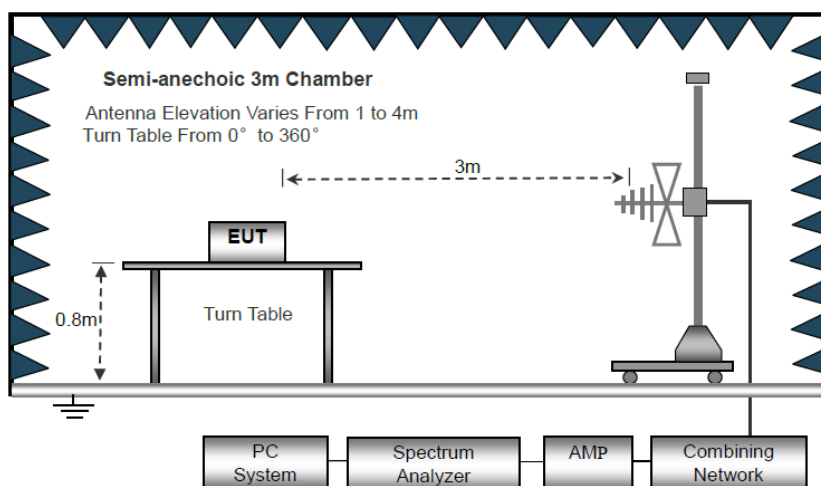 Semi-anechoic 3m Chamber
Antenna Elevation Varies From 1 to 4m
Turn Table From 0° to 360°
3m
EUT
0.8m
Turn Table
PC
System
Spectrum
Analyzer
AMP
Combining
Network